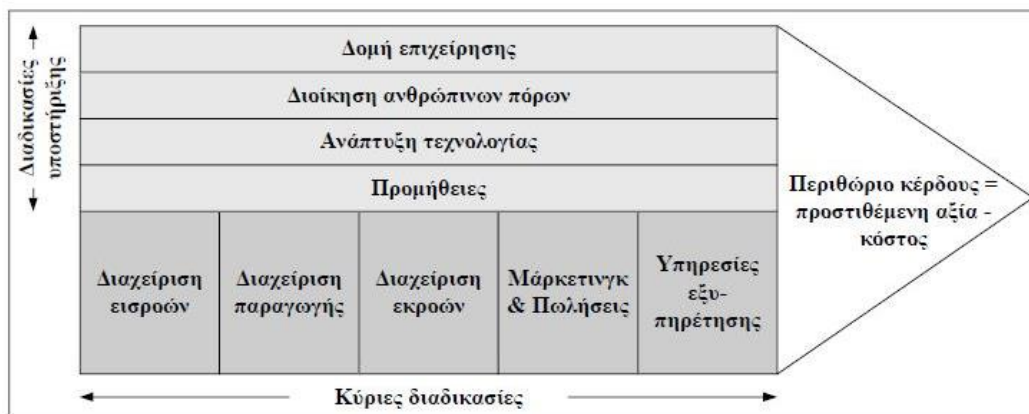 Διαδικασίες
υποστήριξης
Δομή επιχείρησης
Διοίκηση ανθρώπινων πόρων
Ανάπτυξη τεχνολογίας
Προμήθειες
Διαχείριση
εισροών
Διαχείριση
παραγωγής
Διαχείριση
εκροών
Μάρκετινγκ
& Πωλήσεις
Υπηρεσίες
εξυ-
πηρέτησης
Περιθώριο κέρδους =
προστιθέμενη αξία -
κόστος
Κύριες διαδικασίες